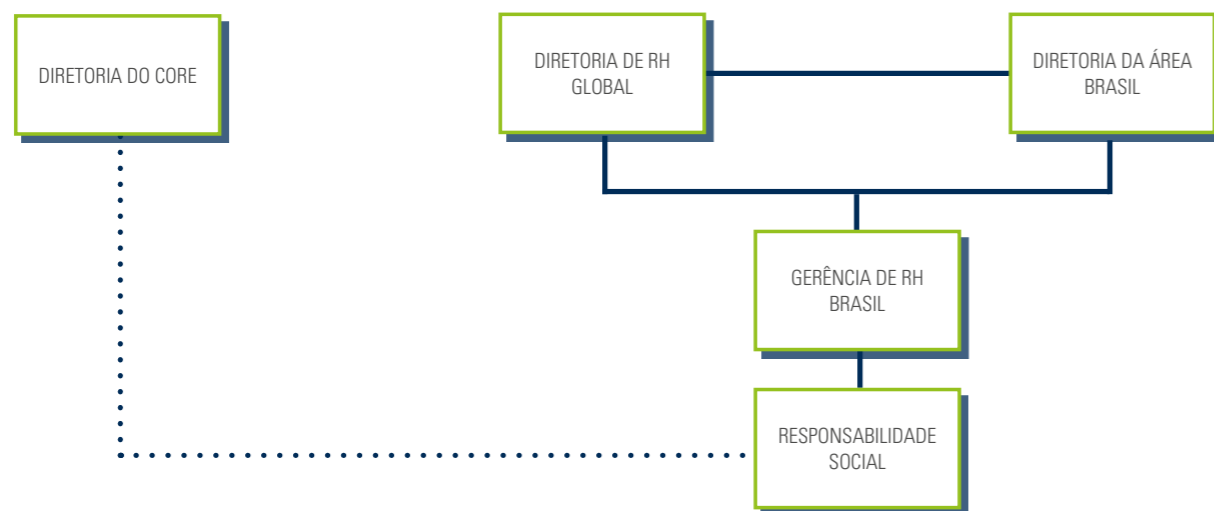 DIRETORIA DO CORE
DIRETORIA DE RH
GLOBAL
DIRETORIA DA ÁREA
BRASIL
GERÊNCIA DE RH
BRASIL
RESPONSABILIDADE
SOCIAL